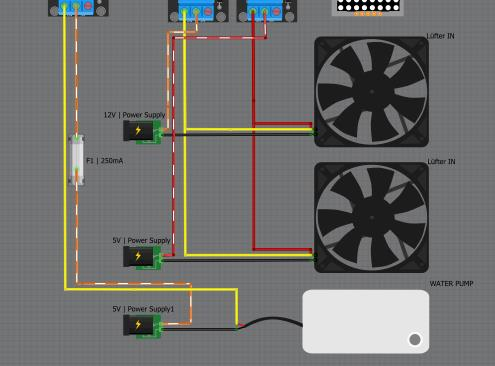 Lüfter IN
12V | Power Supply
F1 | 250mA
Lüfter IN
5V | Power Supply
WATER PUMP
5V | Power Supply1